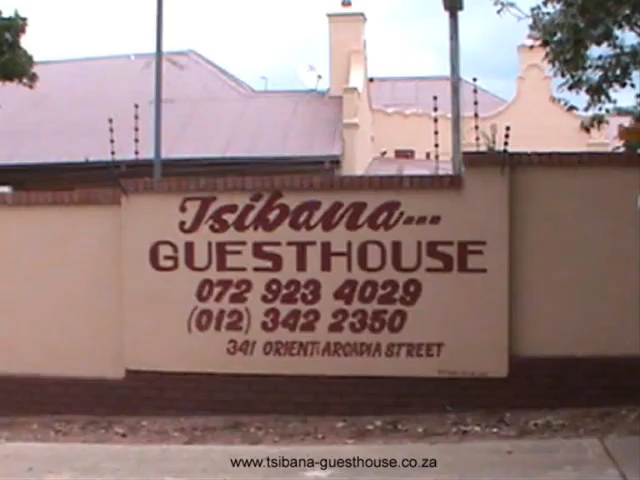 Tsibana...
GUESTHOUSE
072 923 4029
(012) 342 2350
341 ORIENT/ARCADIA STREET
www.tsibana-guesthouse.co.za